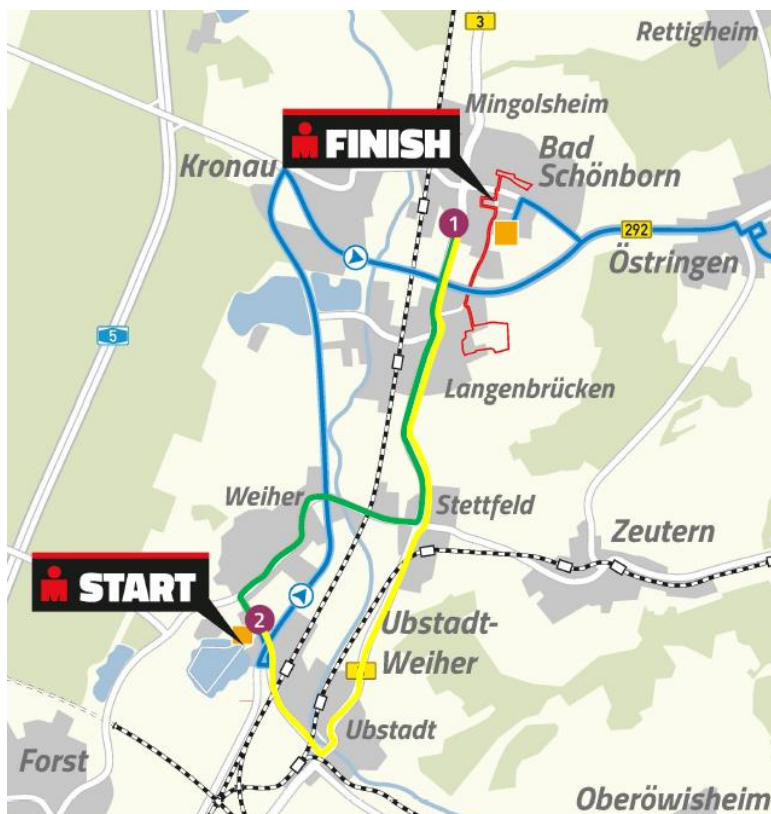 3
Rettigheim
Mingolsheim
FINISH
Bad
Schönborn
Kronau
1
292
Östringen
5
Langenbrücken
Weiher
Stettfeld
Zeutern
START
2
Ubstadt-
Weiher
Ubstadt
Forst
Oberöwisheim